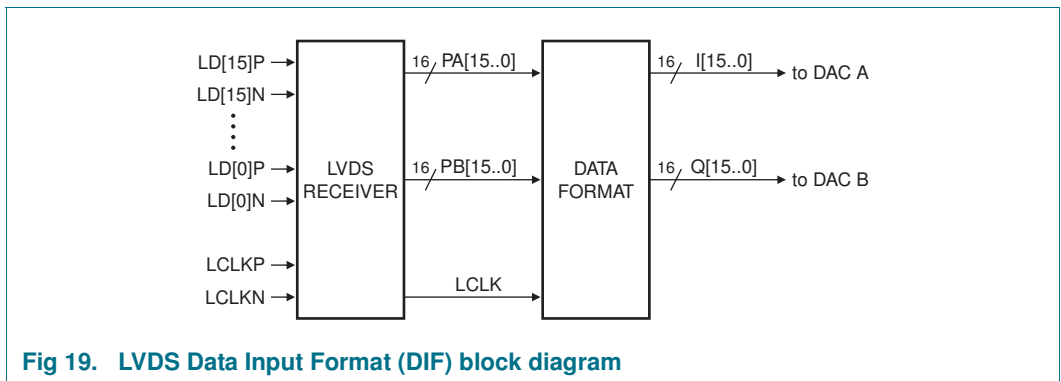 LD[15]P
LD[15]N
LD[0]P
LD[0]N
LCLKP
LCLKN
LVDS
RECEIVER
16 PA[15..0]
16 PB[15..0]
LCLK
DATA
FORMAT
16 I[15..0]
to DAC A
16 Q[15..0]
to DAC B
Fig 19. LVDS Data Input Format (DIF) block diagram